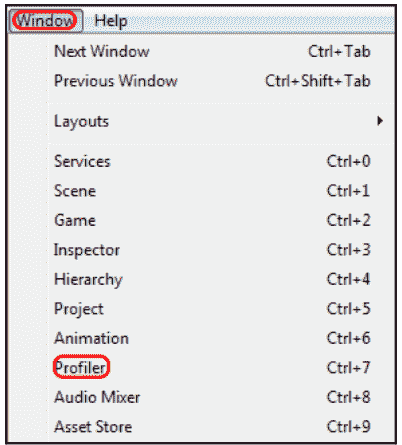 Window Help
Next Window Ctrl+Tab
Previous Window Ctrl+Shift+Tab
Layouts
Services Ctrl+0
Scene Ctrl+1
Game Ctrl+2
Inspector Ctrl+3
Hierarchy Ctrl+4
Project Ctrl+5
Animation Ctrl+6
Profiler Ctrl+7
Audio Mixer Ctrl+8
Asset Store Ctrl+9